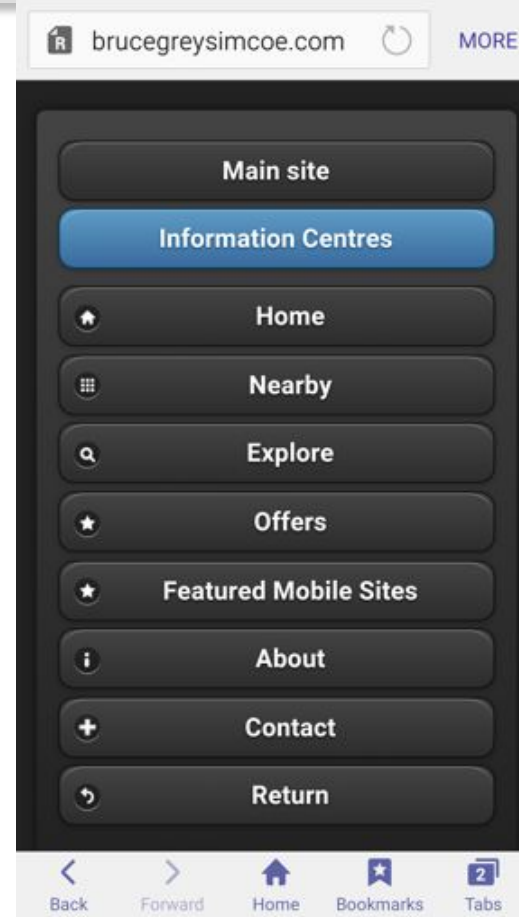 R brucegreysimcoe.com MORE
Main site
Information Centres
Home
Nearby
Explore
Offers
Featured Mobile Sites
About
Contact
Return
2
Back Forward Home Bookmarks Tabs